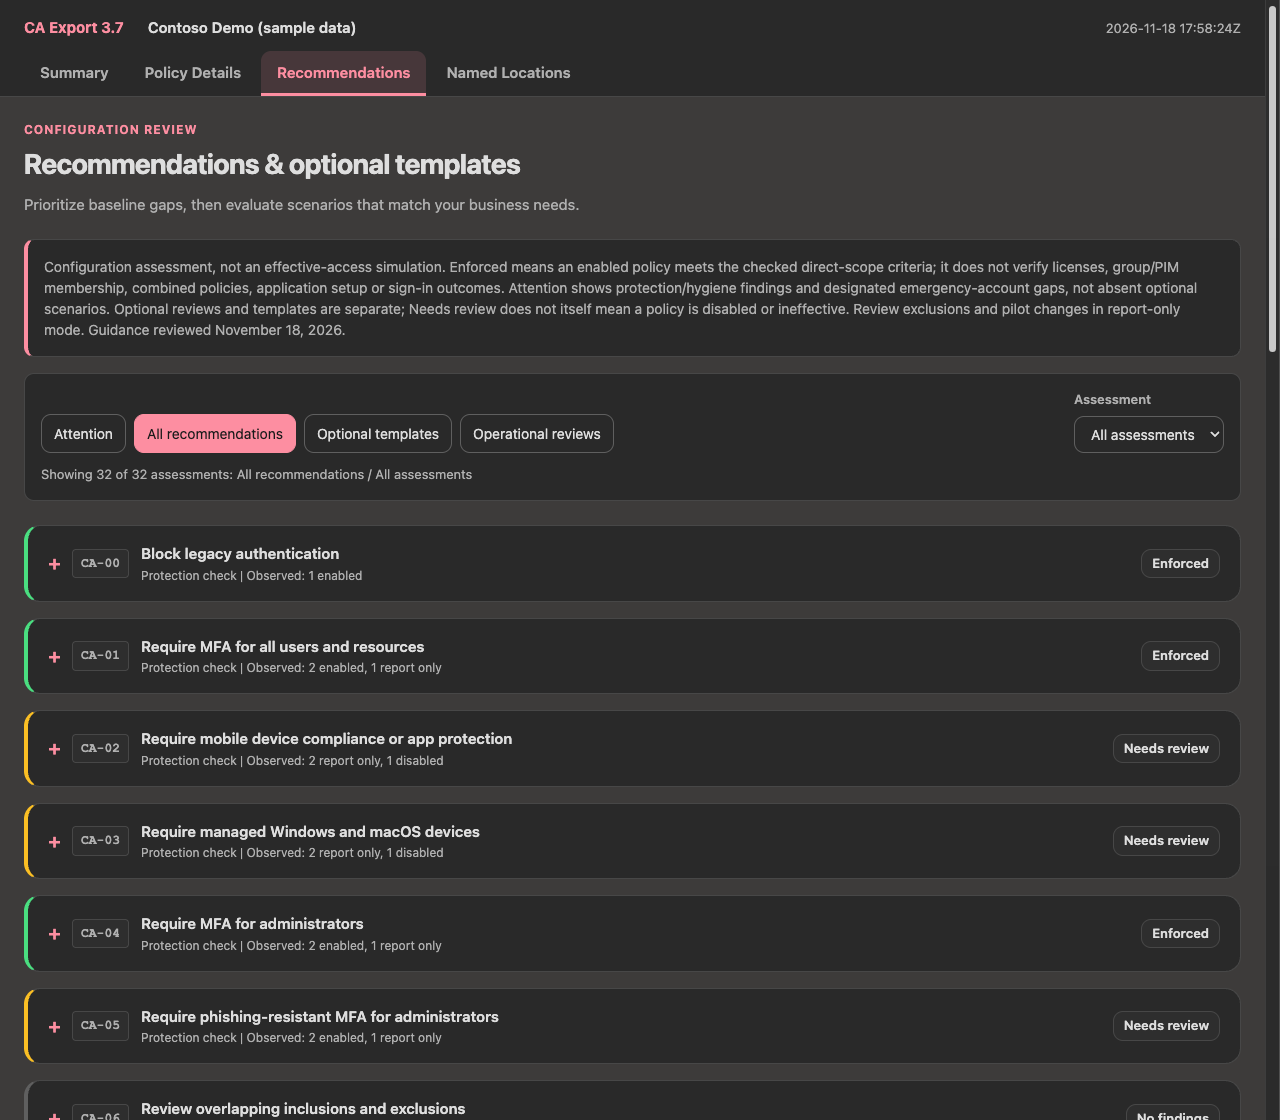 CA Export 3.7
Contoso Demo (sample data)
2026-11-18 17:58:24Z
Summary
Policy Details
Recommendations
Named Locations
CONFIGURATION REVIEW
Recommendations & optional templates
Prioritize baseline gaps, then evaluate scenarios that match your business needs.
Configuration assessment, not an effective-access simulation. Enforced means an enabled policy meets the checked direct-scope criteria; it does not verify licenses, group/PIM
membership, combined policies, application setup or sign-in outcomes. Attention shows protection/hygiene findings and designated emergency-account gaps, not absent optional
scenarios. Optional reviews and templates are separate; Needs review does not itself mean a policy is disabled or ineffective. Review exclusions and pilot changes in report-only
mode. Guidance reviewed November 18, 2026.
Assessment
Attention
All recommendations
Optional templates
Operational reviews
All assessments
Showing 32 of 32 assessments: All recommendations / All assessments
+ CA-00
Block legacy authentication
Protection check | Observed: 1 enabled
Enforced
+ CA-01
Require MFA for all users and resources
Protection check | Observed: 2 enabled, 1 report only
Enforced
+ CA-02
Require mobile device compliance or app protection
Protection check | Observed: 2 report only, 1 disabled
Needs review
+ CA-03
Require managed Windows and macOS devices
Protection check | Observed: 2 report only, 1 disabled
Needs review
+ CA-04
Require MFA for administrators
Protection check | Observed: 2 enabled, 1 report only
Enforced
+ CA-05
Require phishing-resistant MFA for administrators
Protection check | Observed: 2 enabled, 1 report only
Needs review
+ CA-06
Review overlapping inclusions and exclusions
No findings